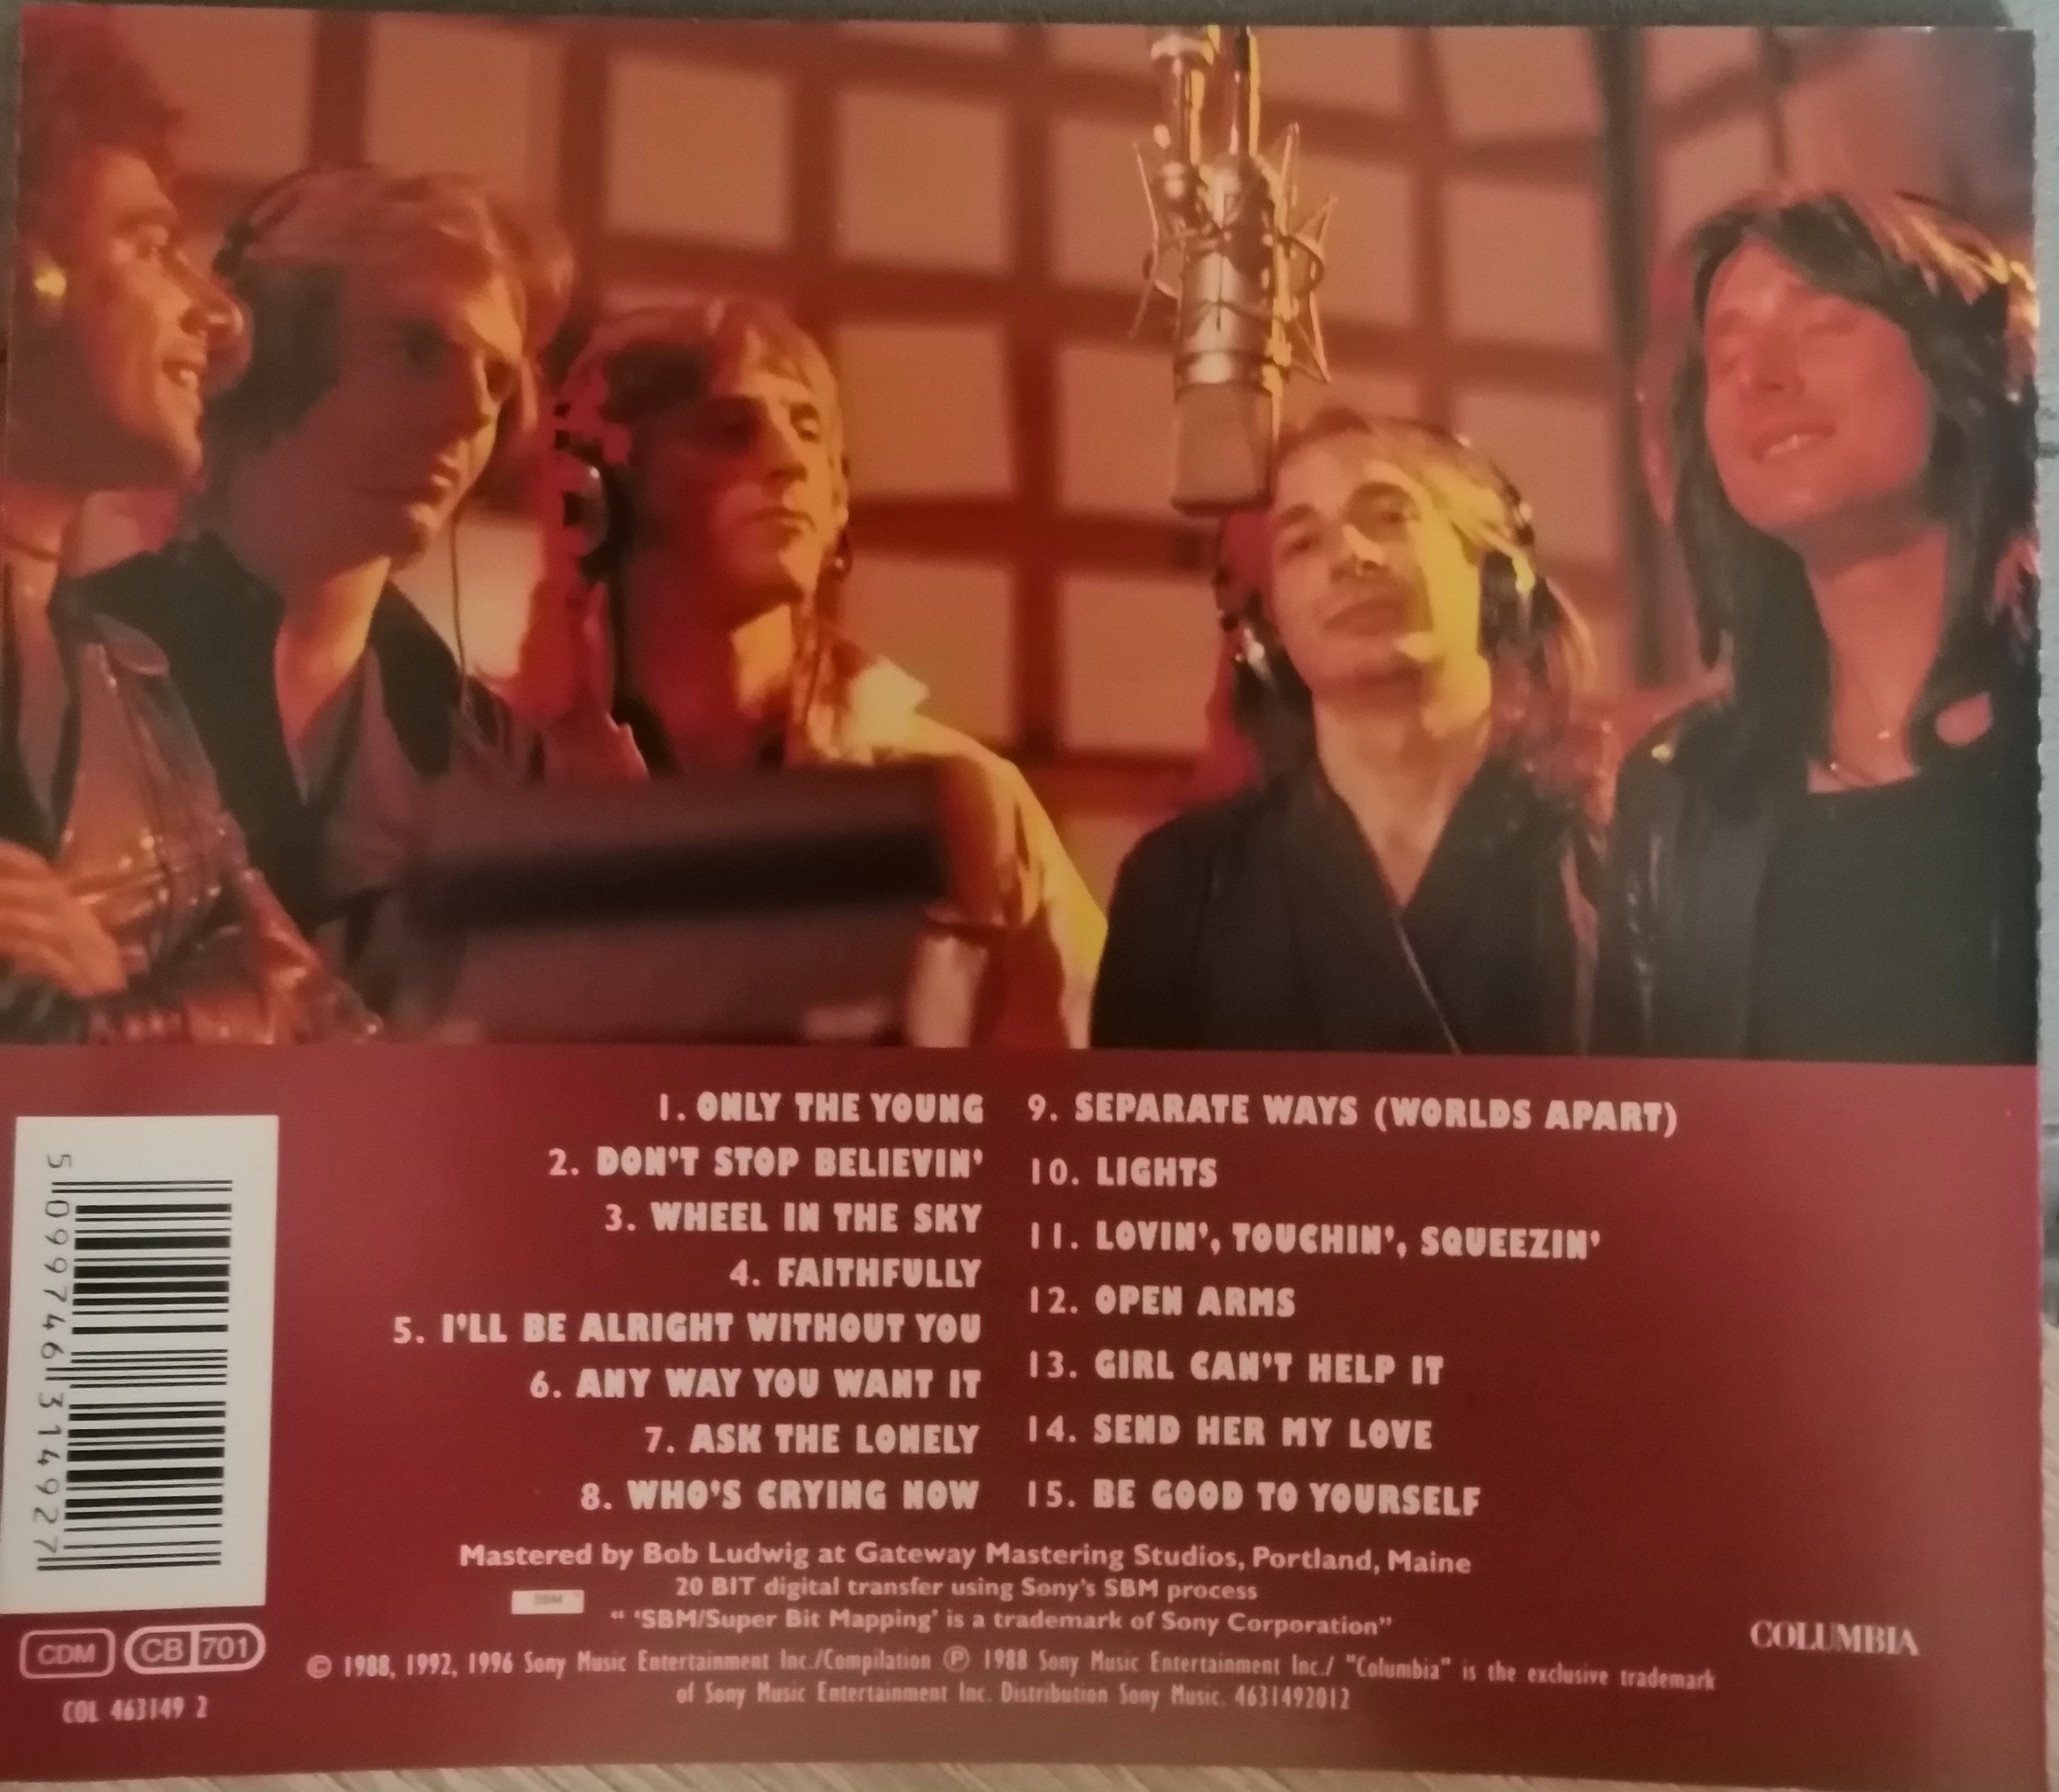 1. ONLY THE YOUNG
2. DON'T STOP BELIEVIN'
3. WHEEL IN THE SKY
4. FAITHFULLY
5. I'LL BE ALRIGHT WITHOUT YOU
6. ANY WAY YOU WANT IT
7. ASK THE LONELY
8. WHO'S CRYING NOW
9. SEPARATE WAYS (WORLDS APART)
10. LIGHTS
11. LOVIN', TOUCHIN', SQUEEZIN'
12. OPEN ARMS
13. GIRL CAN'T HELP IT
14. SEND HER MY LOVE
15. BE GOOD TO YOURSELF
Mastered by Bob Ludwig at Gateway Mastering Studios, Portland, Maine
20 BIT digital transfer using Sony's SBM process
SBM
" 'SBM/Super Bit Mapping' is a trademark of Sony Corporation"
© 1988, 1992, 1996 Sony Music Entertainment Inc./Compilation ℗ 1988 Sony Music Entertainment Inc./ "Columbia" is the exclusive trademark
of Sony Music Entertainment Inc. Distribution Sony Music. 4631492012
COLUMBIA
5 099746 314927
CDM CB 701
COL 463149 2